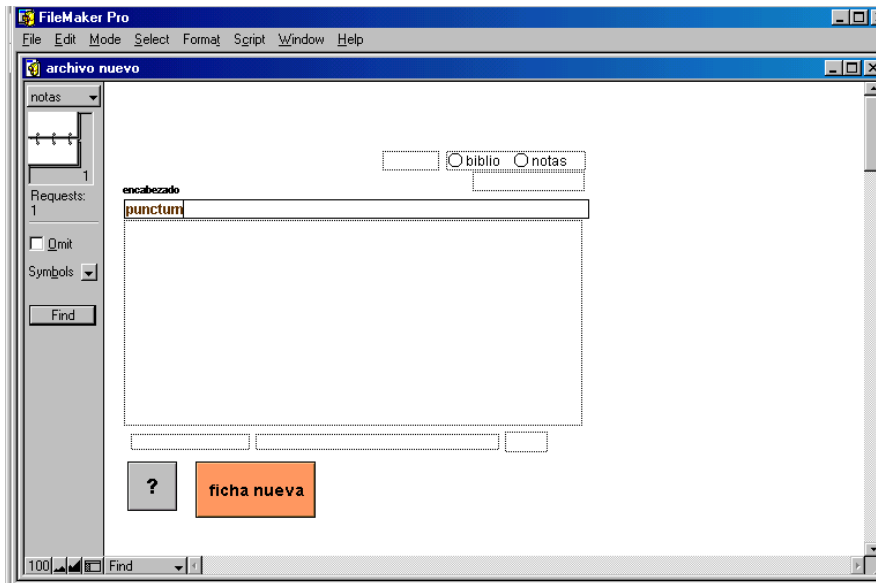 FileMaker Pro
File Edit Mode Select Format Script Window Help
archivo nuevo
notas
1
Requests:
1
Omit
Symbols
Find
biblio notas
encabezado
punctum
? ficha nueva
100 Find